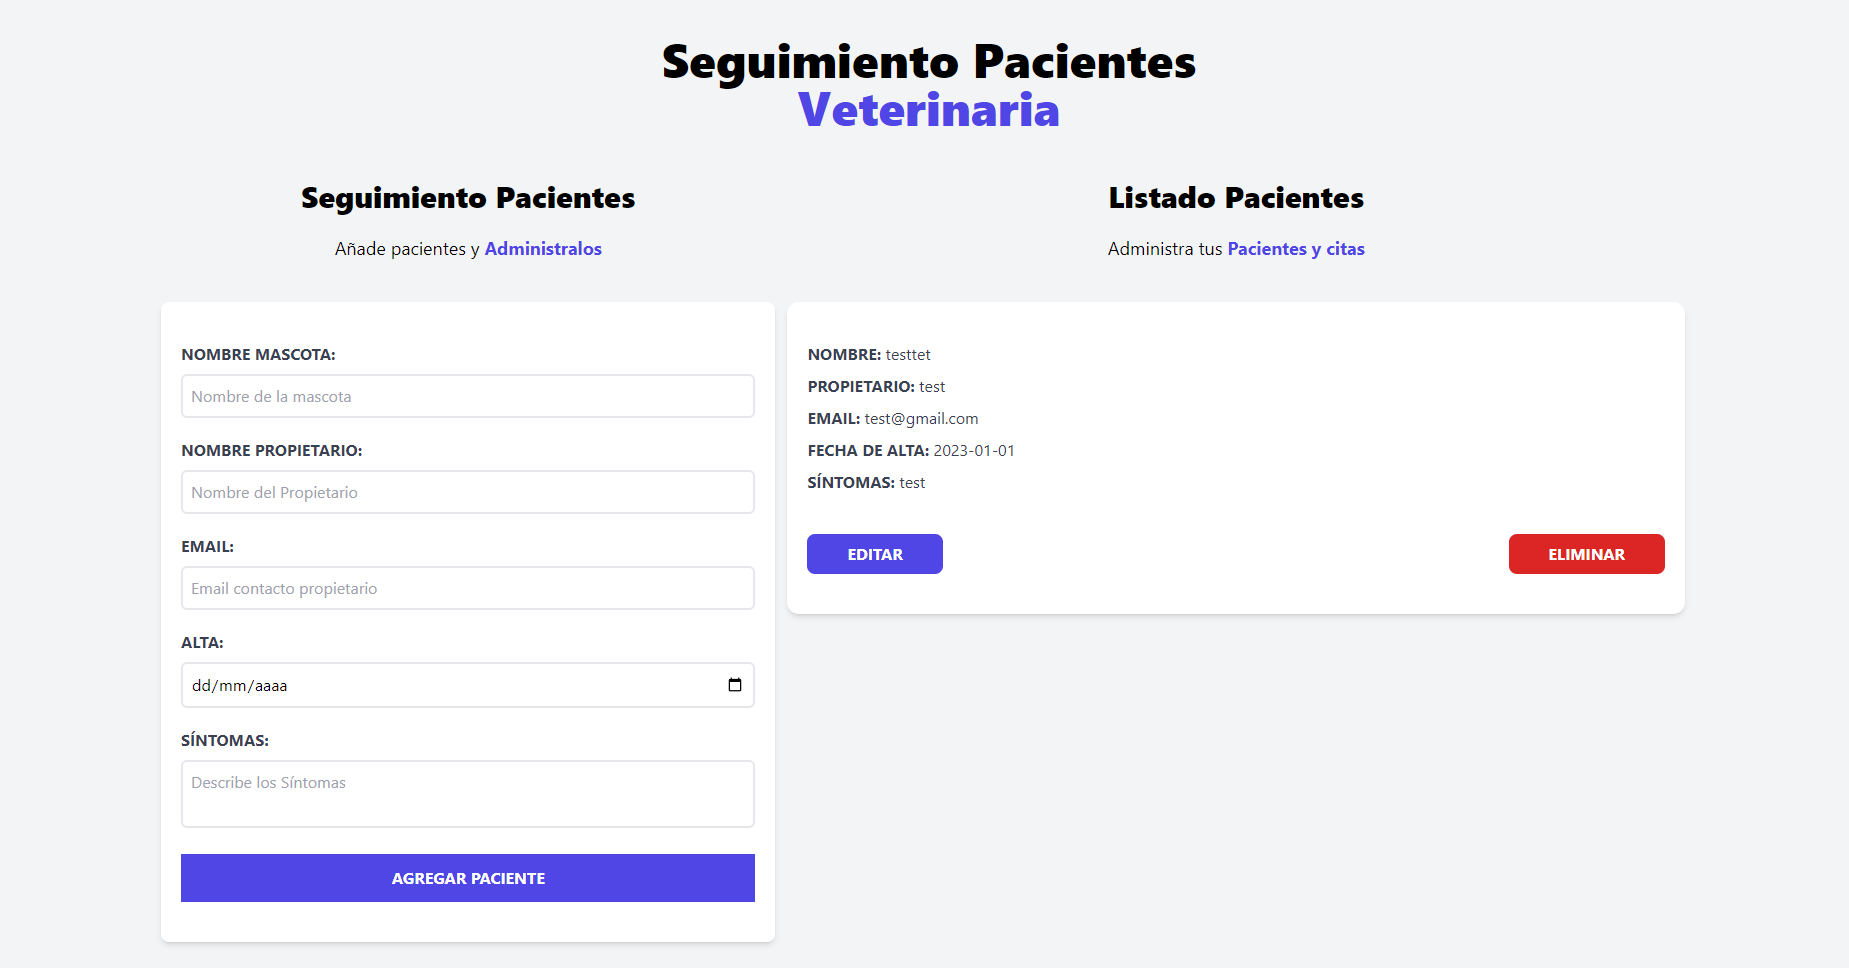 Seguimiento Pacientes
Veterinaria
Seguimiento Pacientes
Añade pacientes y Administralos
NOMBRE MASCOTA:
Nombre de la mascota
NOMBRE PROPIETARIO:
Nombre del Propietario
EMAIL:
Email contacto propietario
ALTA:
dd/mm/aaaa
SÍNTOMAS:
Describe los Síntomas
AGREGAR PACIENTE
Listado Pacientes
Administra tus Pacientes y citas
NOMBRE: testtet
PROPIETARIO: test
EMAIL: test@gmail.com
FECHA DE ALTA: 2023-01-01
SÍNTOMAS: test
EDITAR
ELIMINAR